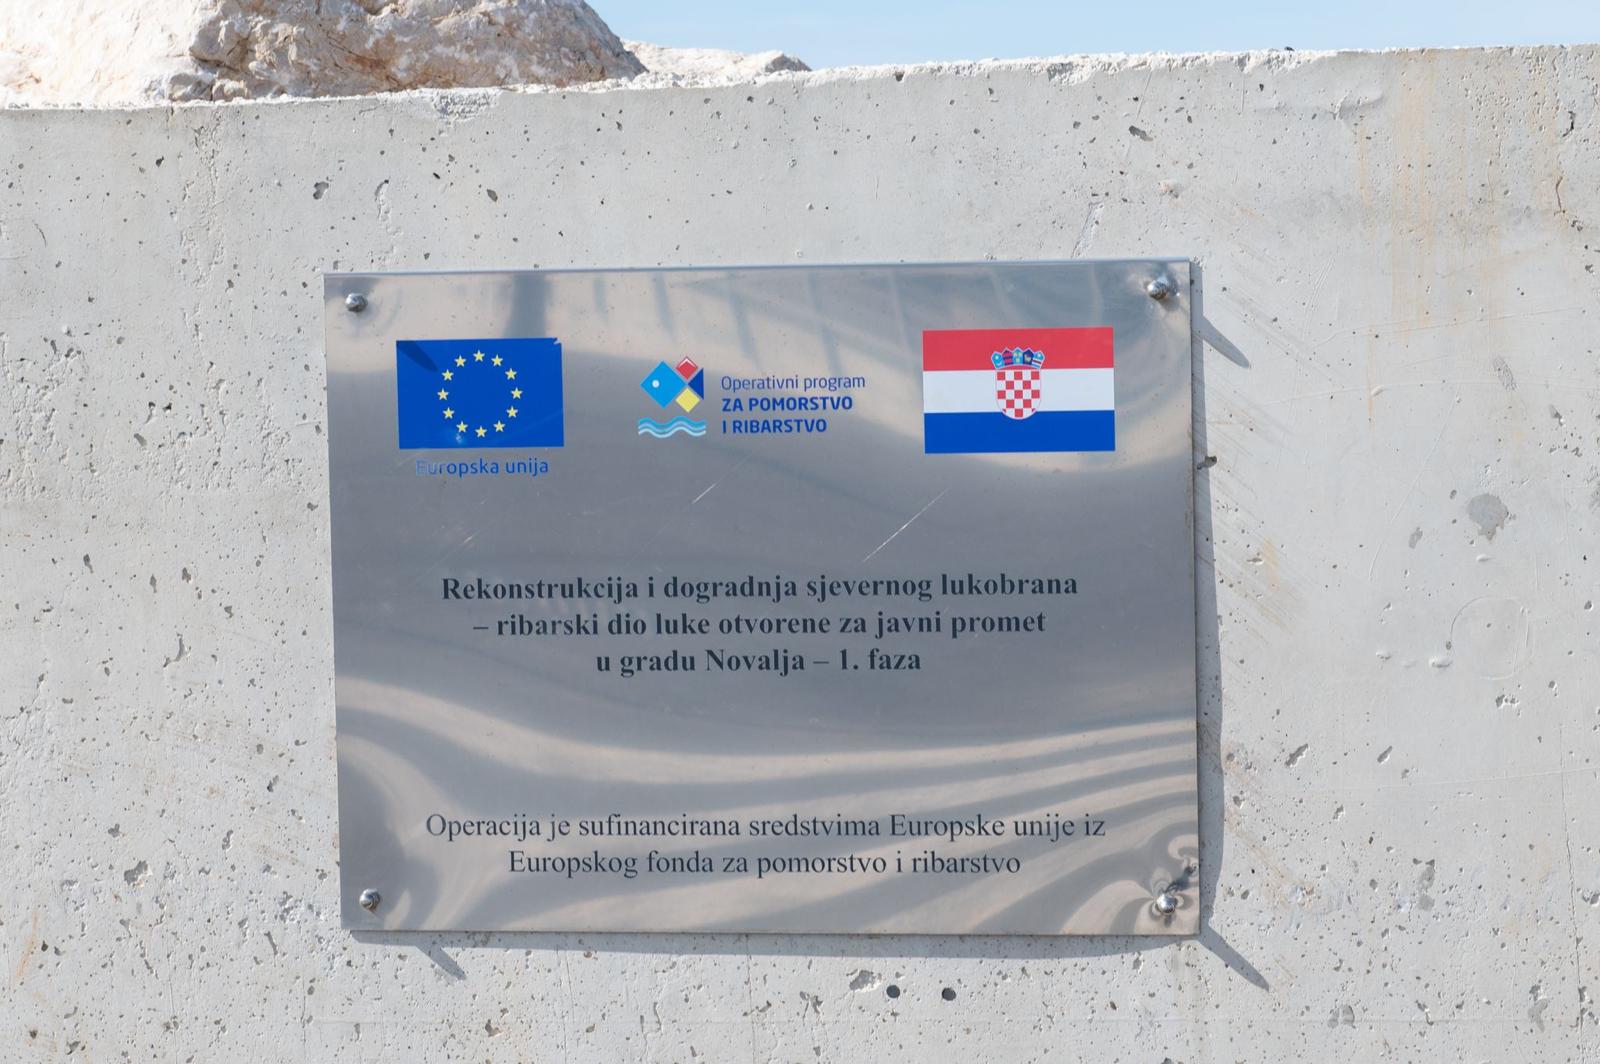 Europska unija
Operativni program
ZA POMORSTVO
I RIBARSTVO
Rekonstrukcija i dogradnja sjevernog lukobrana
– ribarski dio luke otvorene za javni promet
u gradu Novalja – 1. faza
Operacija je sufinancirana sredstvima Europske unije iz
Europskog fonda za pomorstvo i ribarstvo